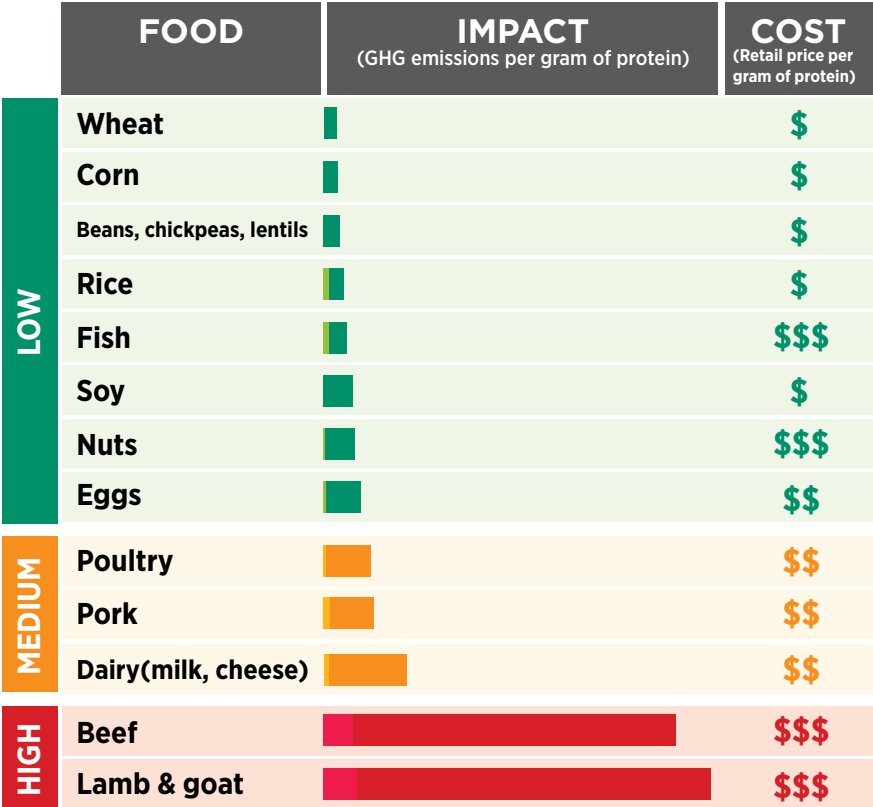 FOOD
IMPACT
(GHG emissions per gram of protein)
COST
(Retail price per
gram of protein)
LOW
Wheat
$
Corn
$
Beans, chickpeas, lentils
$
Rice
$
Fish
$$$
Soy
$
Nuts
$$$
Eggs
$$
MEDIUM
Poultry
$$
Pork
$$
Dairy(milk, cheese)
$$
HIGH
Beef
$$$
Lamb & goat
$$$